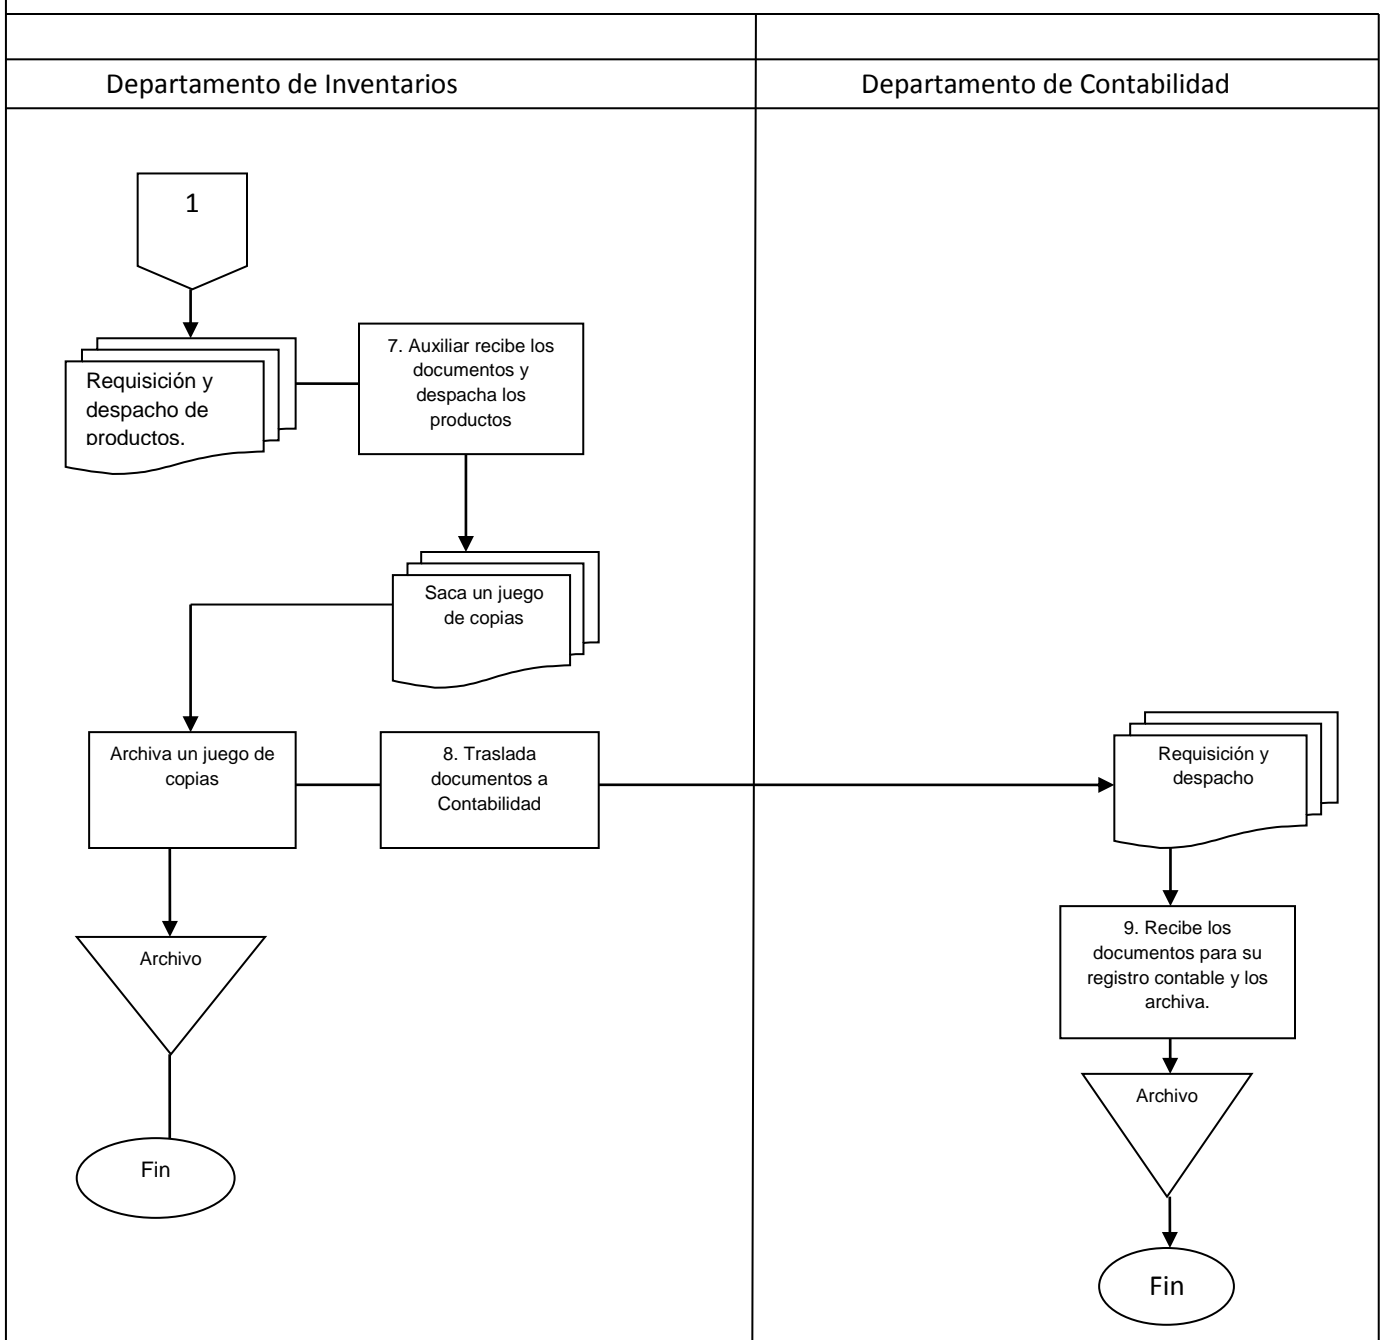 Departamento de Inventarios
Departamento de Contabilidad
1
Requisición y
despacho de
productos.
7. Auxiliar recibe los
documentos y
despacha los
productos
Saca un juego
de copias
Archiva un juego de
copias
8. Traslada
documentos a
Contabilidad
Requisición y
despacho
9. Recibe los
documentos para su
registro contable y los
archiva.
Archivo
Archivo
Fin
Fin